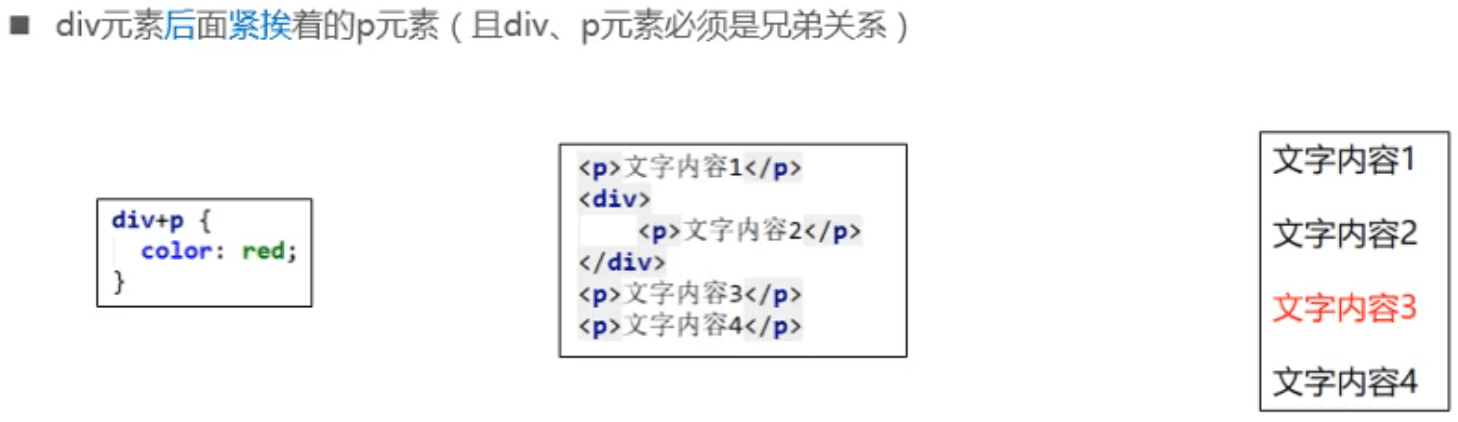 ■ div元素后面紧挨着的p元素（且div、p元素必须是兄弟关系）
div+p {
color: red;
}
<p>文字内容1</p>
<div>
<p>文字内容2</p>
</div>
<p>文字内容3</p>
<p>文字内容4</p>
文字内容1
文字内容2
文字内容3
文字内容4